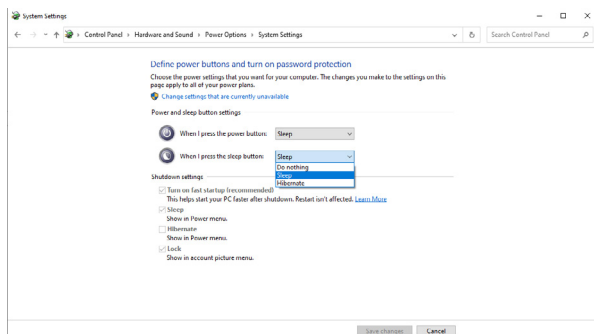 System Settings
Control Panel > Hardware and Sound > Power Options > System Settings
Search Control Panel
Define power buttons and turn on password protection
Choose the power settings that you want for your computer. The changes you make to the settings on this
page apply to all of your power plans.
Change settings that are currently unavailable
Power and sleep button settings
When I press the power button: Sleep
When I press the sleep button: Sleep
Do nothing
Sleep
Hibernate
Shutdown settings
Turn on fast startup (recommended)
This helps start your PC faster after shutdown. Restart isn't affected. Learn More
Sleep
Show in Power menu.
Hibernate
Show in Power menu.
Lock
Show in account picture menu.
Save changes Cancel